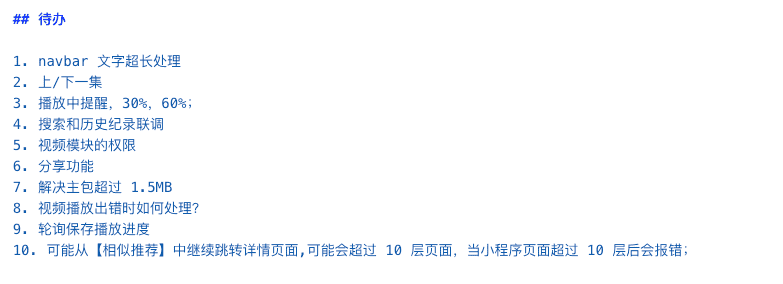 ## 待办
1. navbar 文字超长处理
2. 上/下一集
3. 播放中提醒，30%，60%；
4. 搜索和历史纪录联调
5. 视频模块的权限
6. 分享功能
7. 解决主包超过 1.5MB
8. 视频播放出错时如何处理？
9. 轮询保存播放进度
10. 可能从【相似推荐】中继续跳转详情页面,可能会超过 10 层页面，当小程序页面超过 10 层后会报错；